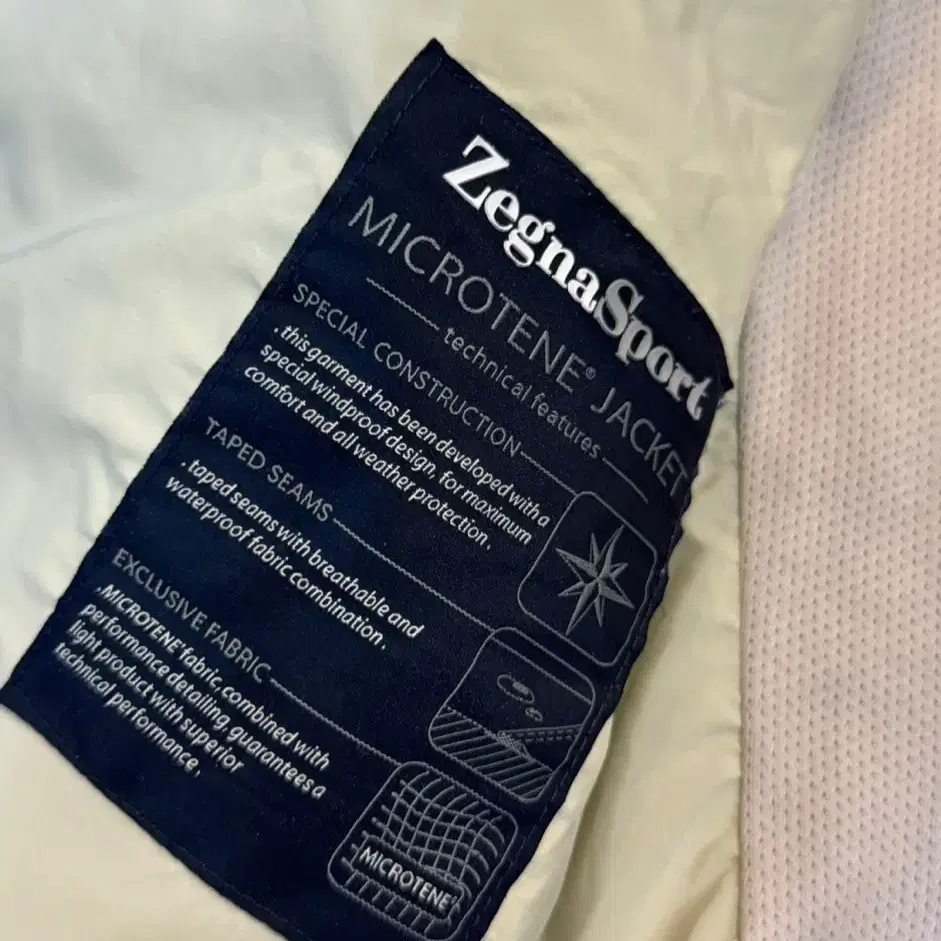 ZegnaSport
MICROTENE® JACKET
technical features
SPECIAL CONSTRUCTION
. this garment has been developed with a
special windproof design, for maximum
comfort and all weather protection.
TAPED SEAMS
. taped seams with breathable and
waterproof fabric combination.
EXCLUSIVE FABRIC
. MICROTENE® fabric, combined with
performance detailing, guarantees a
light product with superior
technical performance.
MICROTENE®